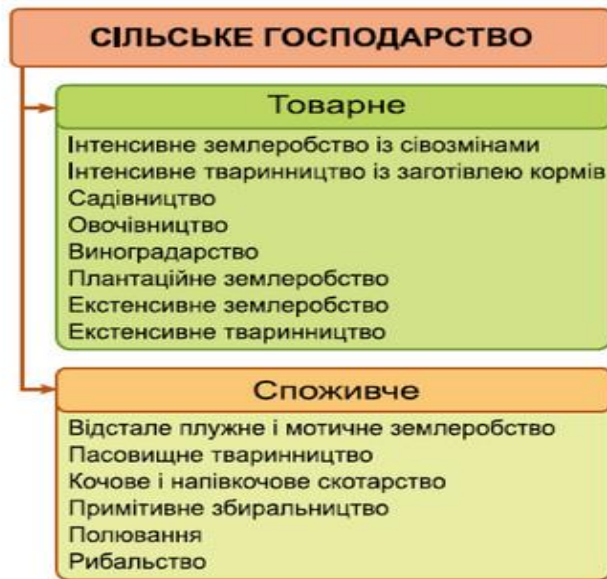 СІЛЬСЬКЕ ГОСПОДАРСТВО
Товарне
Інтенсивне землеробство із сівозмінами
Інтенсивне тваринництво із заготівлею кормів
Садівництво
Овочівництво
Виноградарство
Плантаційне землеробство
Екстенсивне землеробство
Екстенсивне тваринництво
Споживче
Відстале плужне і мотичне землеробство
Пасовищне тваринництво
Кочове і напівкочове скотарство
Примітивне збиральництво
Полювання
Рибальство